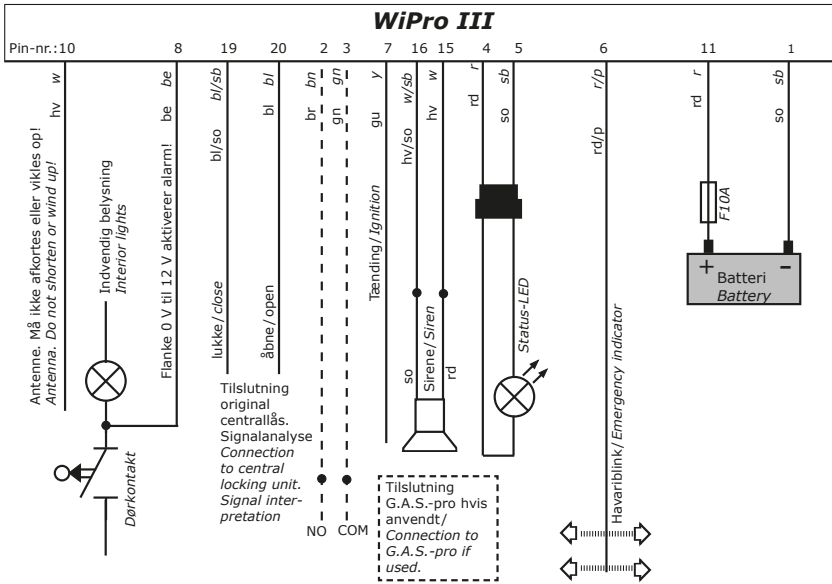 WiPro III
Pin-nr.: 10 8 19 20 2 3 7 16 15 4 5 6 11 1
w be bl/sb bl bn gn y w/sb w r sb r/p r sb
hv be bl/so bl br gn gu hv/so hv rd so rd/p rd so
Antenne. Må ikke afkortes eller vikles op!
Antenna. Do not shorten or wind up!
Indvendig belysning
Interior lights
Flanke 0 V til 12 V aktiverer alarm!
Dørkontakt
lukke/close
åbne/open
Tilslutning
original
centrallås.
Signalanalyse
Connection
to central
locking unit.
Signal inter-
pretation
NO COM
Tænding/Ignition
so
Sirene/Siren
rd
Tilslutning
G.A.S.-pro hvis
anvendt/
Connection to
G.A.S.-pro if
used.
Status-LED
Havariblink/Emergency indicator
F10A
+ -
Batteri
Battery